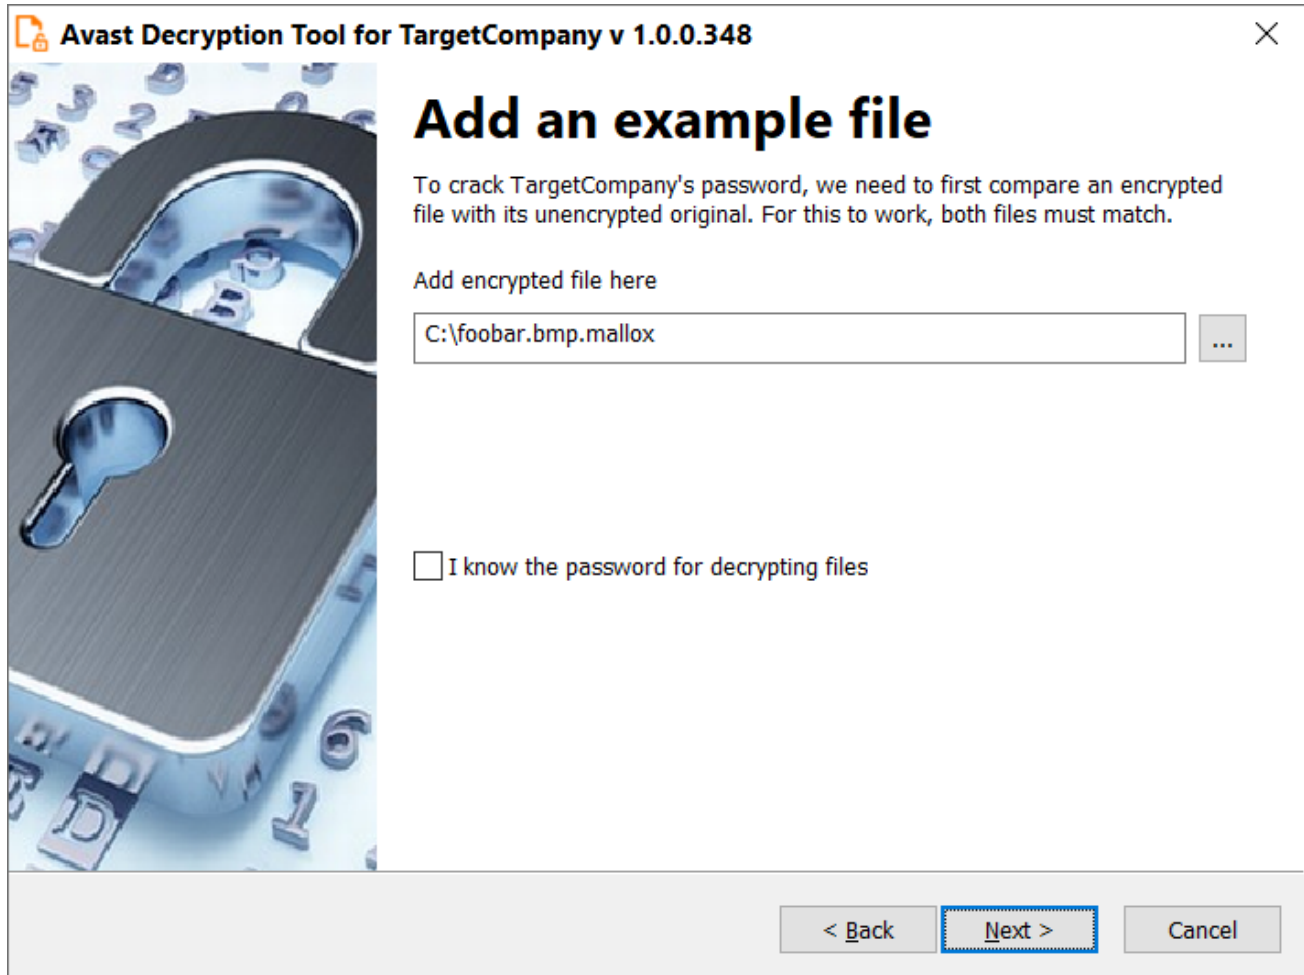 Avast Decryption Tool for TargetCompany v 1.0.0.348
Add an example file
To crack TargetCompany's password, we need to first compare an encrypted
file with its unencrypted original. For this to work, both files must match.
Add encrypted file here
C:\foobar.bmp.mallox
...
I know the password for decrypting files
< Back
Next >
Cancel